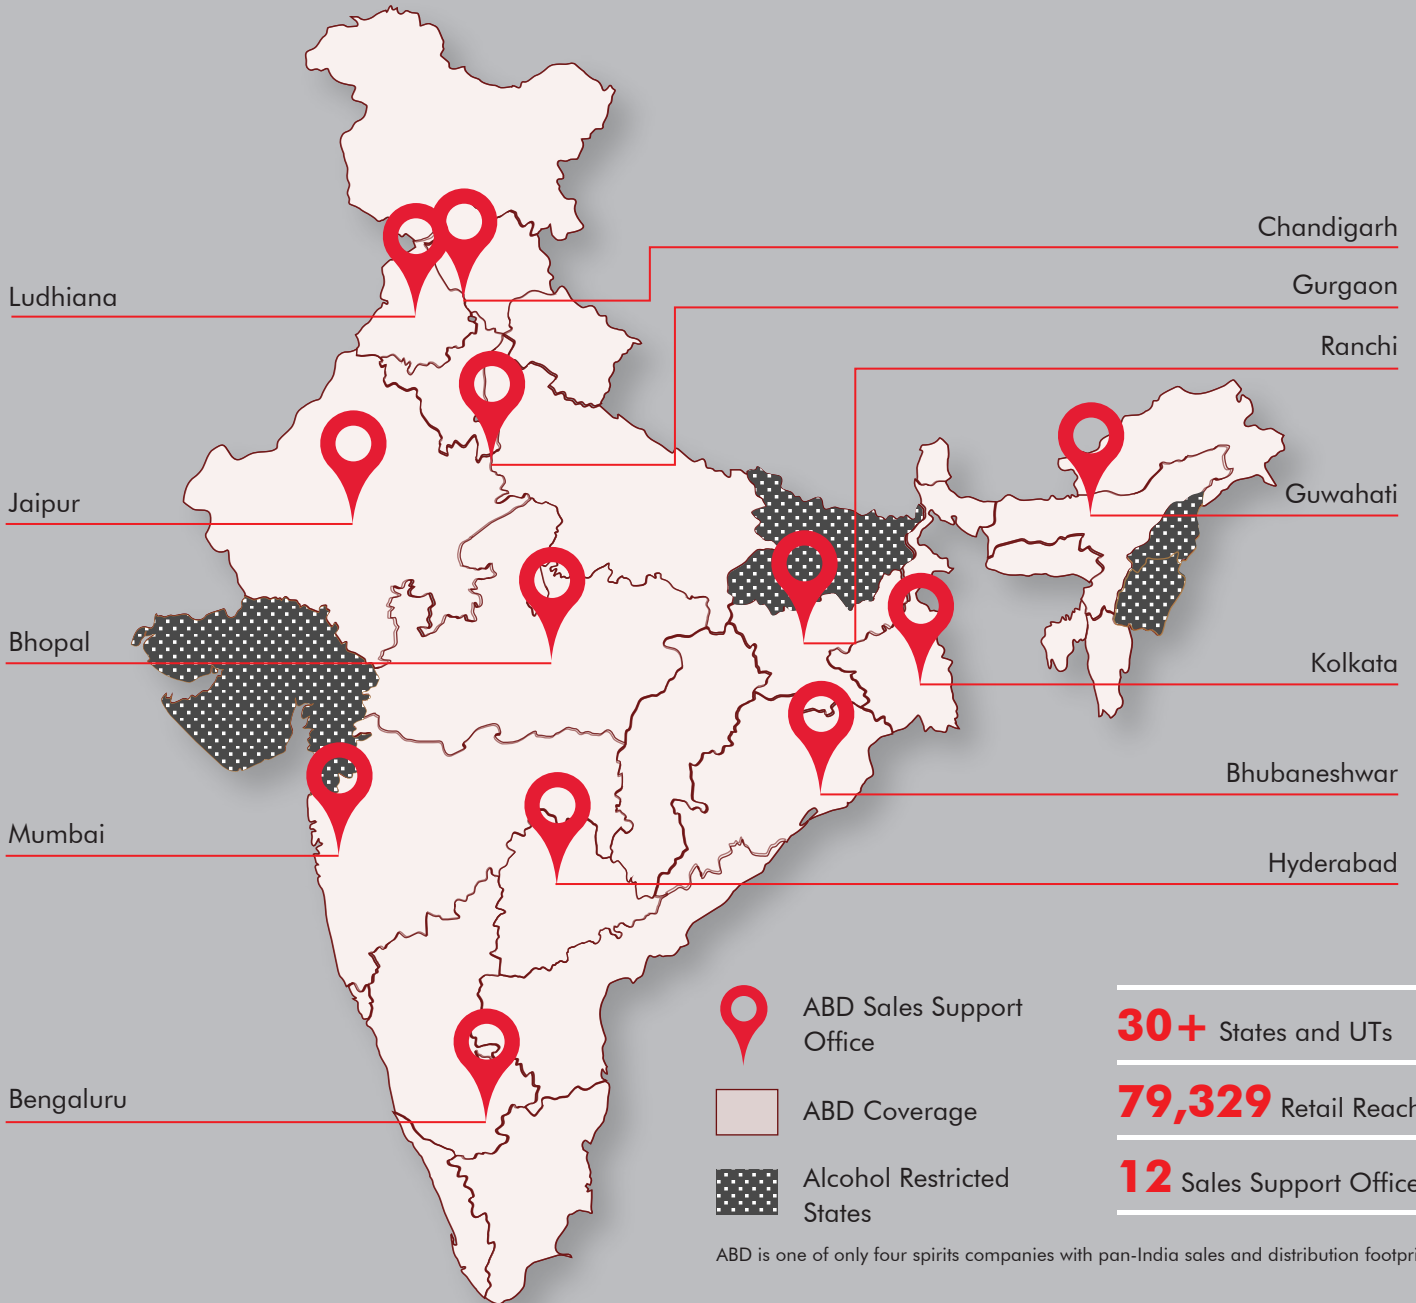 Chandigarh
Gurgaon
Ludhiana
Ranchi
Jaipur
Guwahati
Bhopal
Kolkata
Bhubaneshwar
Mumbai
Hyderabad
Bengaluru
ABD Sales Support
Office
ABD Coverage
Alcohol Restricted
States
30+ States and UTs
79,329 Retail Reach
12 Sales Support Office
ABD is one of only four spirits companies with pan-India sales and distribution footpri